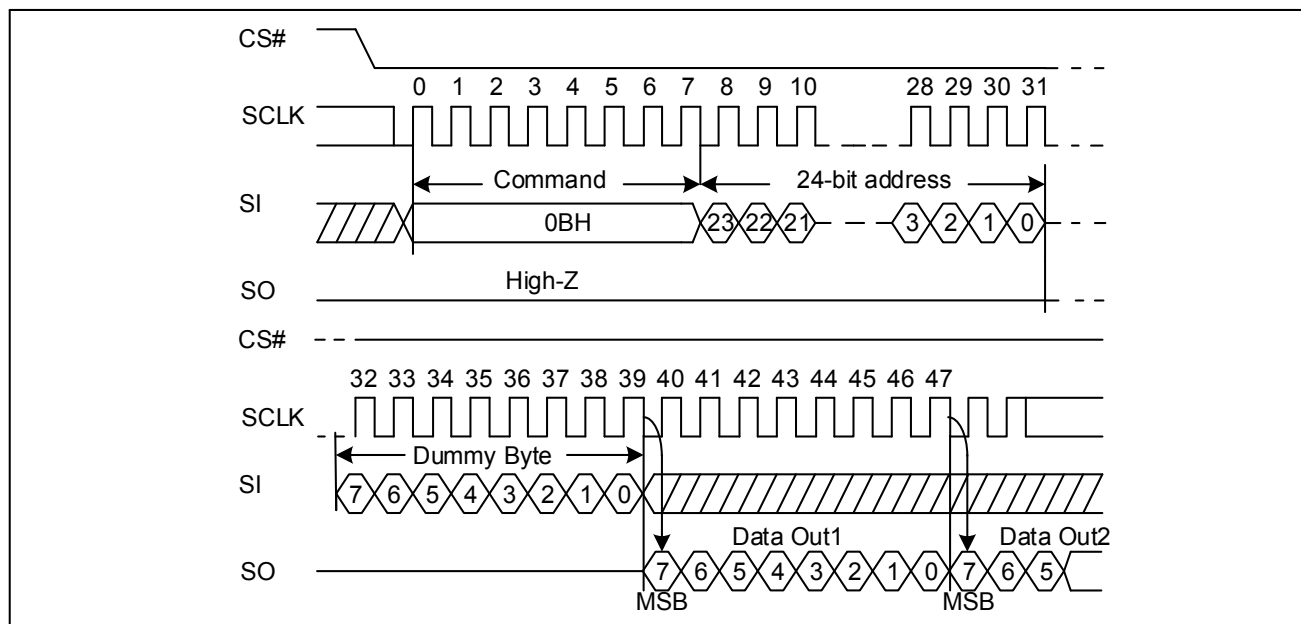 CS#
0 1 2 3 4 5 6 7 8 9 10 28 29 30 31
SCLK
Command 24-bit address
SI
0BH 23 22 21 3 2 1 0
High-Z
SO
CS#
32 33 34 35 36 37 38 39 40 41 42 43 44 45 46 47
SCLK
Dummy Byte
SI
7 6 5 4 3 2 1 0
Data Out1 Data Out2
SO
7 6 5 4 3 2 1 0 7 6 5
MSB MSB